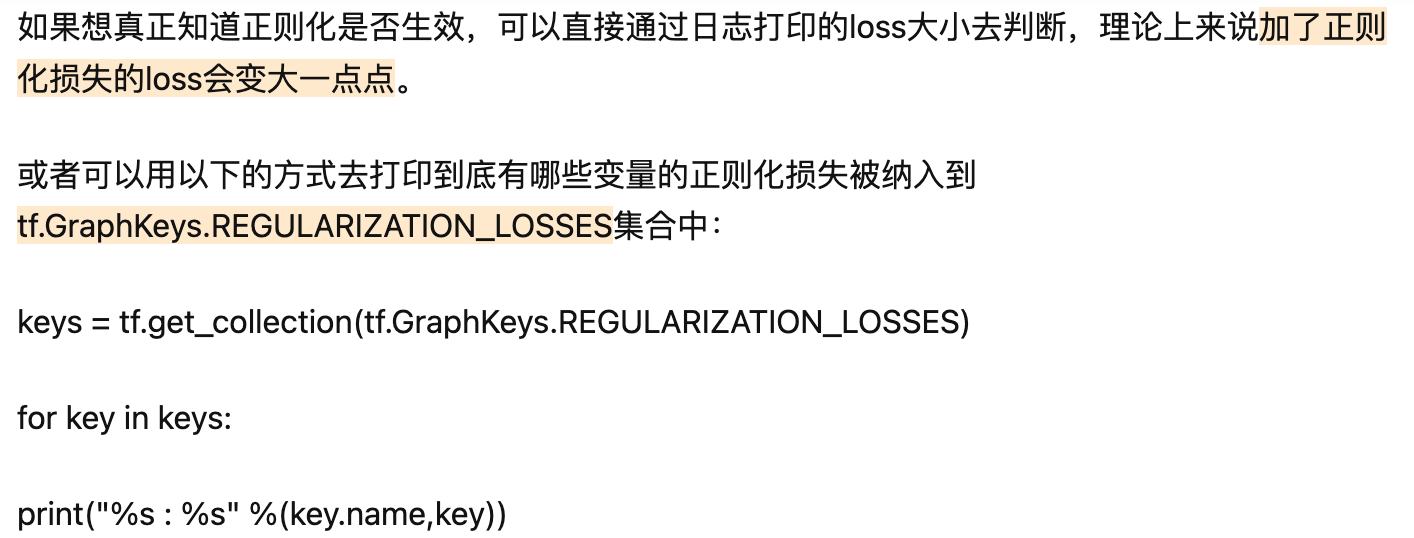 如果想真正知道正则化是否生效，可以直接通过日志打印的loss大小去判断，理论上来说加了正则
化损失的loss会变大一点点。
或者可以用以下的方式去打印到底有哪些变量的正则化损失被纳入到
tf.GraphKeys.REGULARIZATION_LOSSES集合中：
keys = tf.get_collection(tf.GraphKeys.REGULARIZATION_LOSSES)
for key in keys:
print("%s : %s" %(key.name,key))